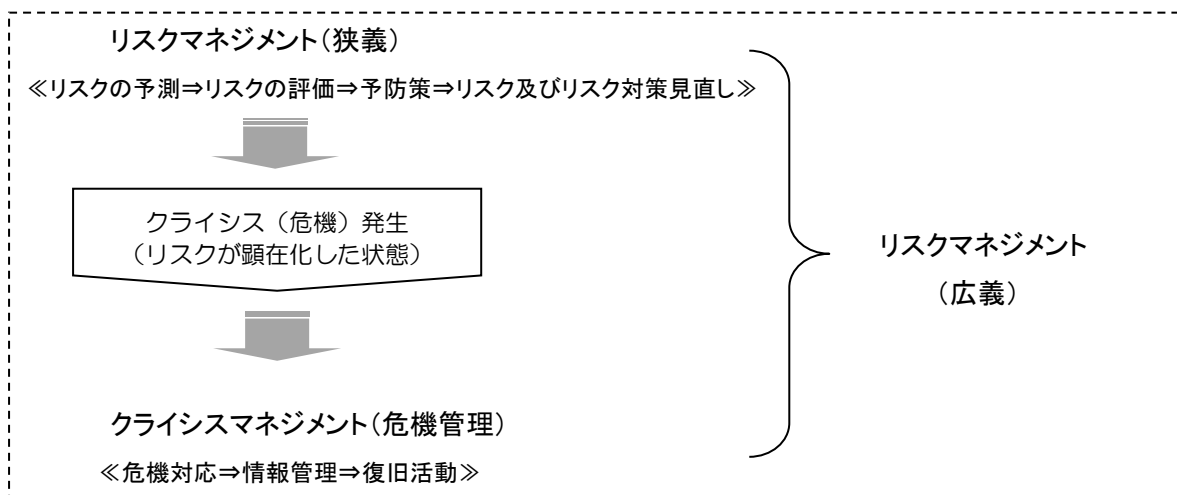 リスクマネジメント（狭義）
≪リスクの予測⇒リスクの評価⇒予防策⇒リスク及びリスク対策見直し≫
クライシス（危機）発生
（リスクが顕在化した状態）
リスクマネジメント
（広義）
クライシスマネジメント（危機管理）
≪危機対応⇒情報管理⇒復旧活動≫